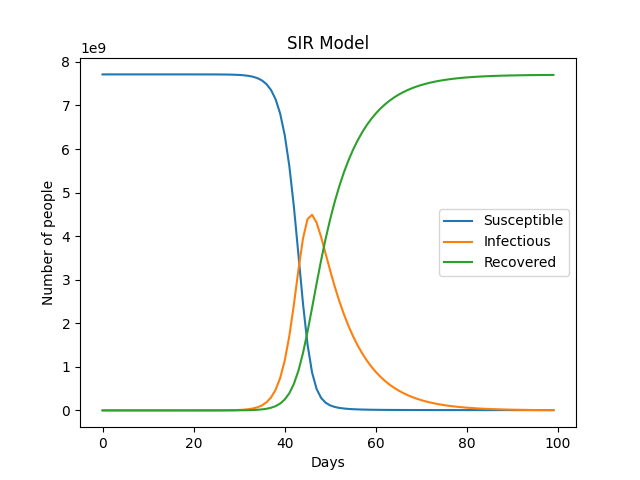 SIR Model
1e9
8
7
6
5
4
3
2
1
0
Number of people
Susceptible
Infectious
Recovered
0 20 40 60 80 100
Days